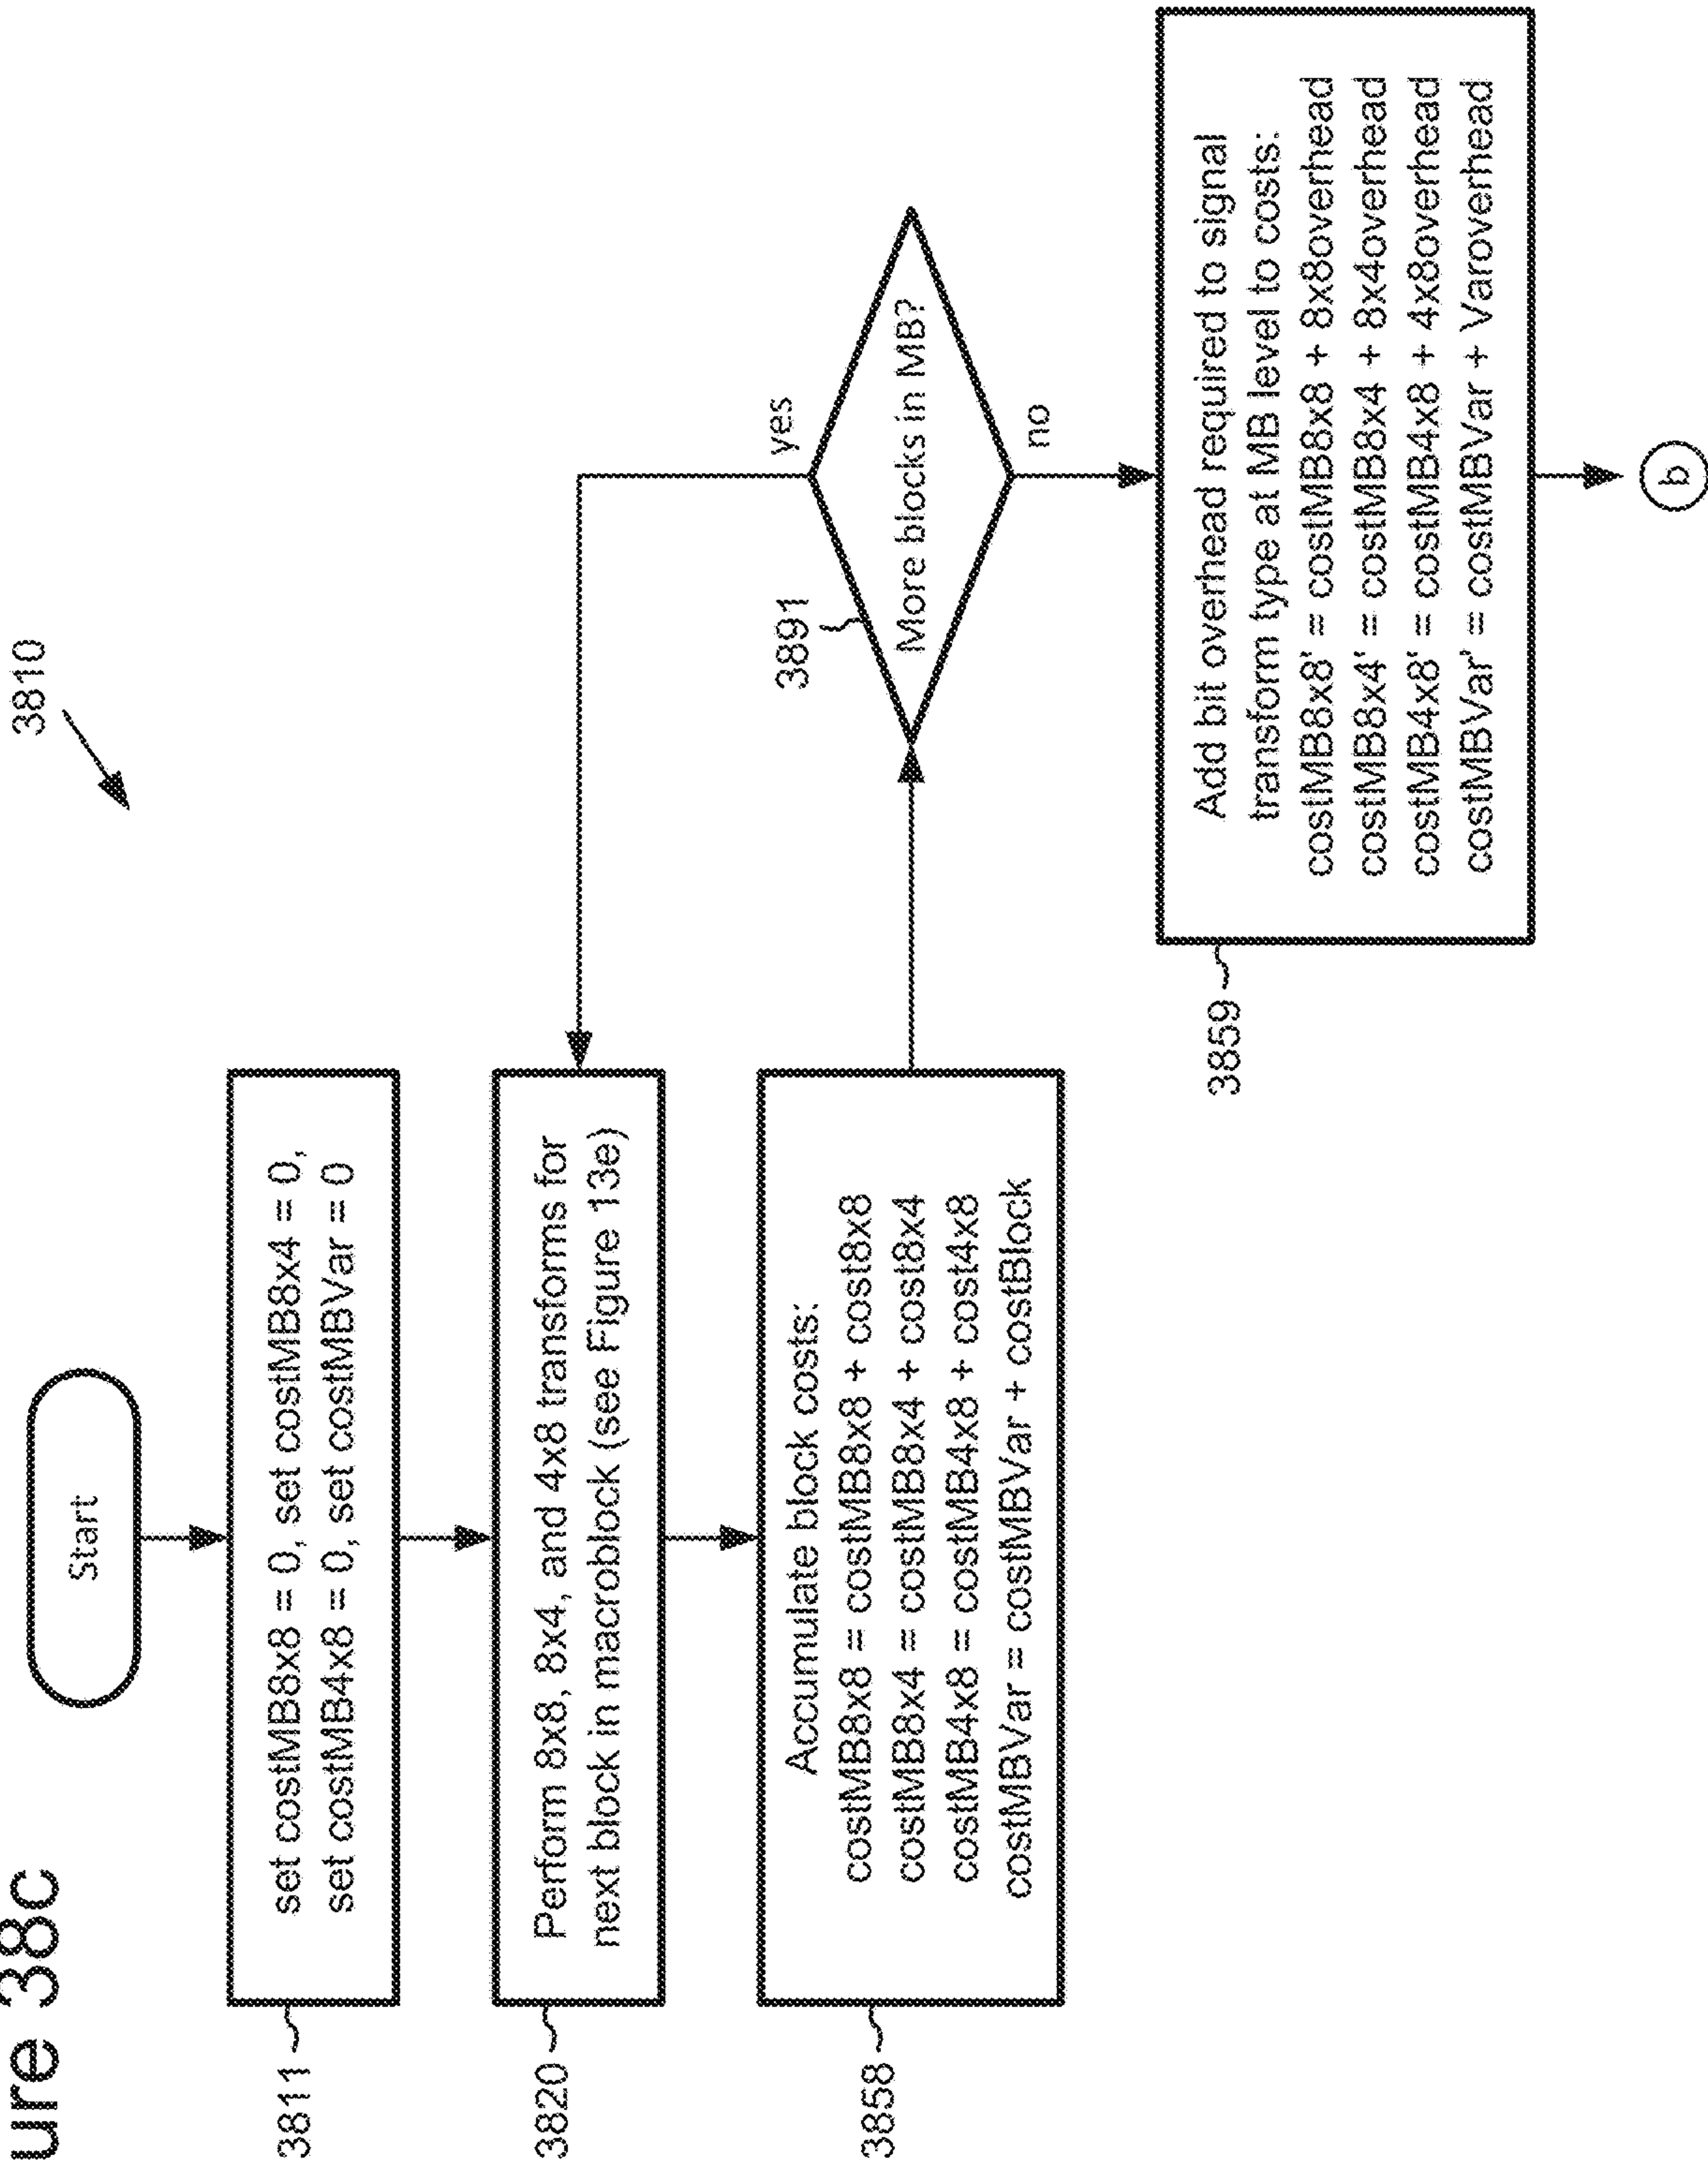 ure 38c
3810
Start
3811
set costMB8x8 = 0, set costMB8x4 = 0,
set costMB4x8 = 0, set costMBVar = 0
3820
Perform 8x8, 8x4, and 4x8 transforms for
next block in macroblock (see Figure 13e)
3858
Accumulate block costs:
costMB8x8 = costMB8x8 + cost8x8
costMB8x4 = costMB8x4 + cost8x4
costMB4x8 = costMB4x8 + cost4x8
costMBVar = costMBVar + costBlock
yes
3891
More blocks in MB?
no
3859
Add bit overhead required to signal
transform type at MB level to costs:
costMB8x8' = costMB8x8 + 8x8overhead
costMB8x4' = costMB8x4 + 8x4overhead
costMB4x8' = costMB4x8 + 4x8overhead
costMBVar' = costMBVar + Varoverhead
b